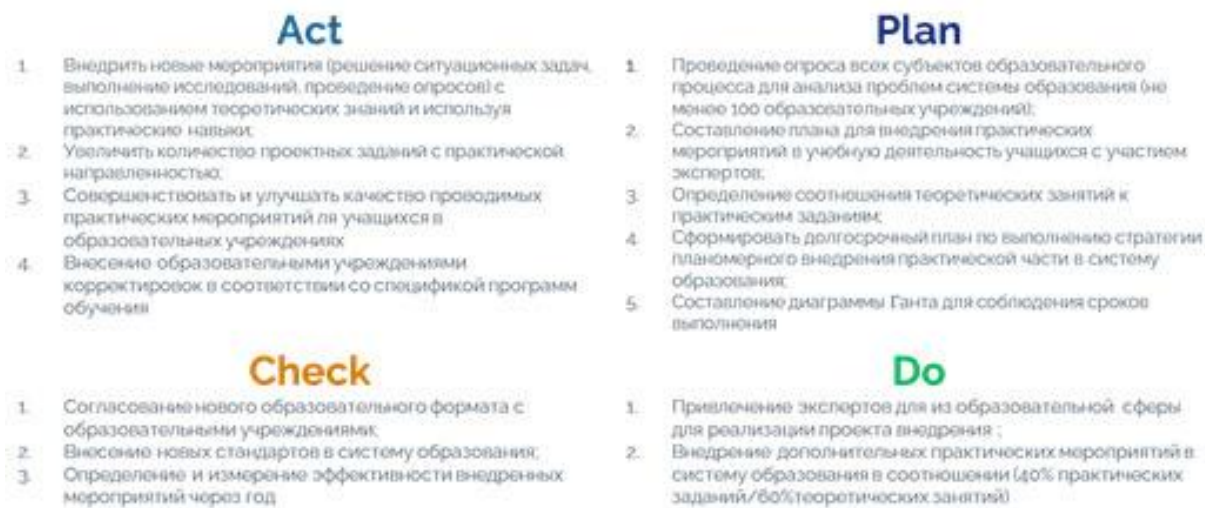 Act
1. Внедрить новые мероприятия (решение ситуационных задач,
выполнение исследований, проведение опросов) с
использованием теоретических знаний и используя
практические навыки;
2. Увеличить количество проектных заданий с практической
направленностью;
3. Совершенствовать и улучшать качество проводимых
практических мероприятий ля учащихся в
образовательных учреждениях
4. Внесение образовательными учреждениями
корректировок в соответствии со спецификой программ
обучения
Plan
1. Проведение опроса всех субъектов образовательного
процесса для анализа проблем системы образования (не
менее 100 образовательных учреждений);
2. Составление плана для внедрения практических
мероприятий в учебную деятельность учащихся с участием
экспертов;
3. Определение соотношения теоретических занятий к
практическим заданиям;
4. Сформировать долгосрочный план по выполнению стратегии
планомерного внедрения практической части в систему
образования;
5. Составление диаграммы Ганта для соблюдения сроков
выполнения
Check
1. Согласование нового образовательного формата с
образовательными учреждениями;
2. Внесение новых стандартов в систему образования;
3. Определение и измерение эффективности внедренных
мероприятий через год
Do
1. Привлечение экспертов для из образовательной сферы
для реализации проекта внедрения ;
2. Внедрение дополнительных практических мероприятий в
систему образования в соотношении (40% практических
заданий/60%теоретических занятий)